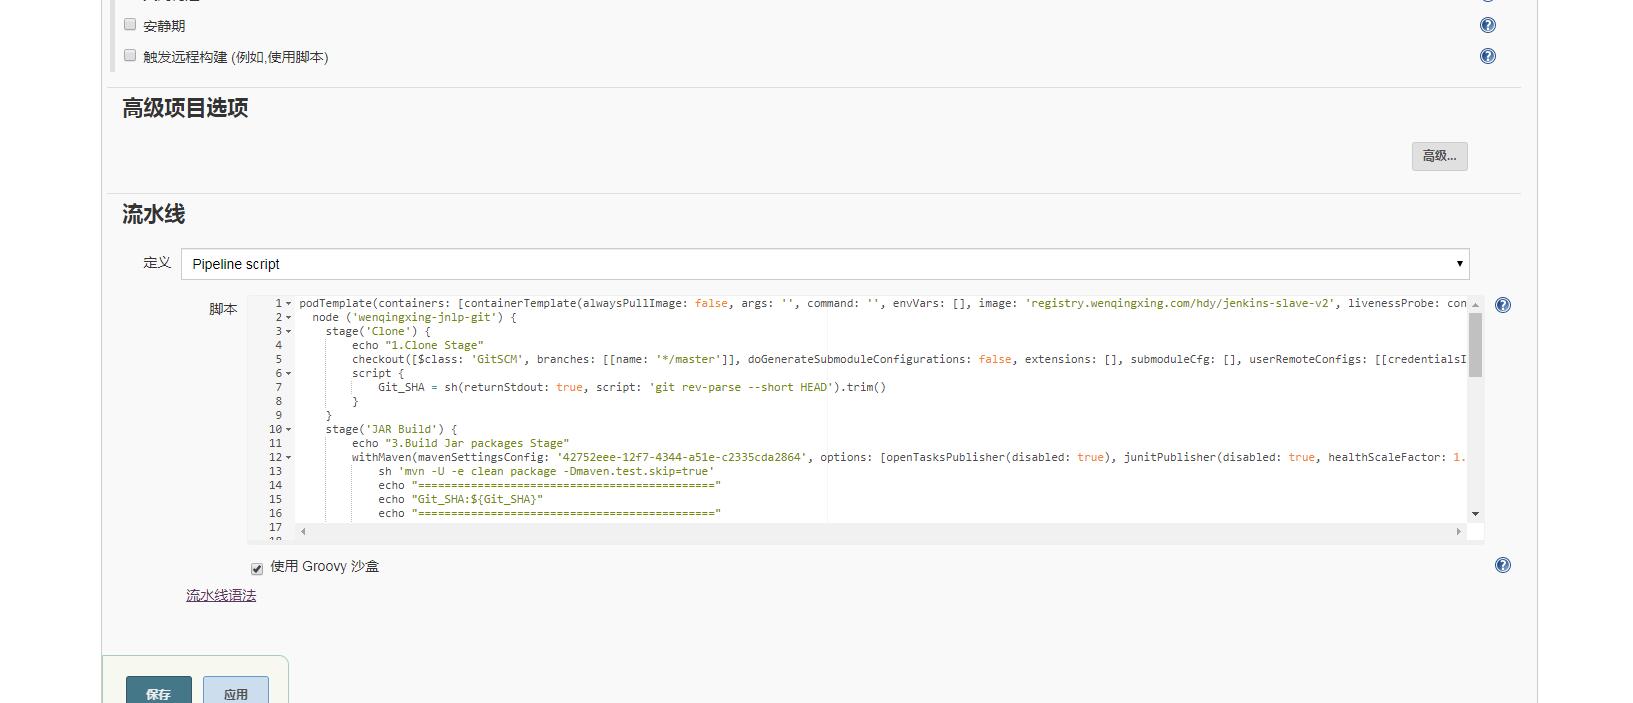 安静期
触发远程构建 (例如,使用脚本)
高级项目选项
高级...
流水线
定义 Pipeline script
脚本
1 podTemplate(containers: [containerTemplate(alwaysPullImage: false, args: '', command: '', envVars: [], image: 'registry.wenqingxing.com/hdy/jenkins-slave-v2', livenessProbe: con
2 node ('wenqingxing-jnlp-git') {
3 stage('Clone') {
4 echo "1.Clone Stage"
5 checkout([$class: 'GitSCM', branches: [[name: '*/master']], doGenerateSubmoduleConfigurations: false, extensions: [], submoduleCfg: [], userRemoteConfigs: [[credentialsI
6 script {
7 Git_SHA = sh(returnStdout: true, script: 'git rev-parse --short HEAD').trim()
8 }
9 }
10 stage('JAR Build') {
11 echo "3.Build Jar packages Stage"
12 withMaven(mavenSettingsConfig: '42752eee-12f7-4344-a51e-c2335cda2864', options: [openTasksPublisher(disabled: true), junitPublisher(disabled: true, healthScaleFactor: 1.
13 sh 'mvn -U -e clean package -Dmaven.test.skip=true'
14 echo "============================================="
15 echo "Git_SHA:${Git_SHA}"
16 echo "============================================="
17
18
使用 Groovy 沙盒
流水线语法
保存 应用